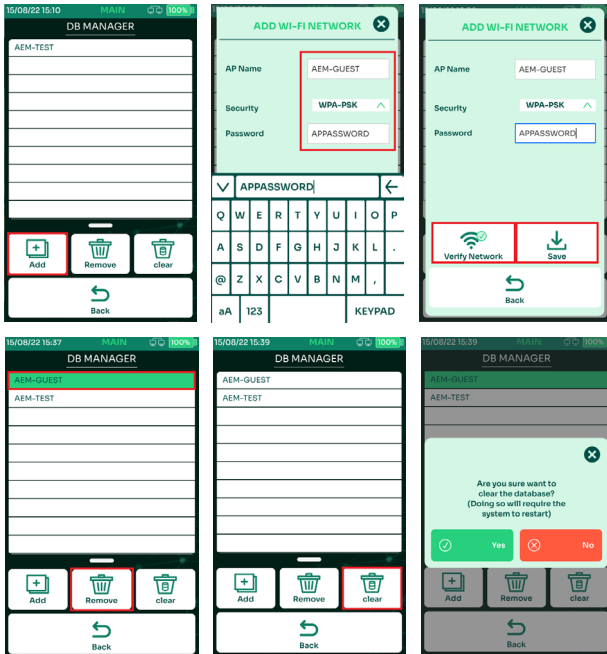 15/08/22 15:10 MAIN 100%
DB MANAGER
AEM-TEST
Add Remove clear
Back
ADD WI-FI NETWORK
AP Name AEM-GUEST
Security WPA-PSK
Password APPASSWORD
APPASSWORD
Q W E R T Y U I O P
A S D F G H J K L .
@ Z X C V B N M ,
aA 123 KEYPAD
ADD WI-FI NETWORK
AP Name AEM-GUEST
Security WPA-PSK
Password APPASSWORD
Verify Network Save
Back
15/08/22 15:37 MAIN 100%
DB MANAGER
AEM-GUEST
AEM-TEST
Add Remove clear
Back
15/08/22 15:39 MAIN 100%
DB MANAGER
AEM-GUEST
AEM-TEST
Add Remove clear
Back
15/08/22 15:39 MAIN 100%
DB MANAGER
AEM-GUEST
AEM-TEST
Are you sure want to
clear the database?
(Doing so will require the
system to restart)
Yes No
Add Remove clear
Back